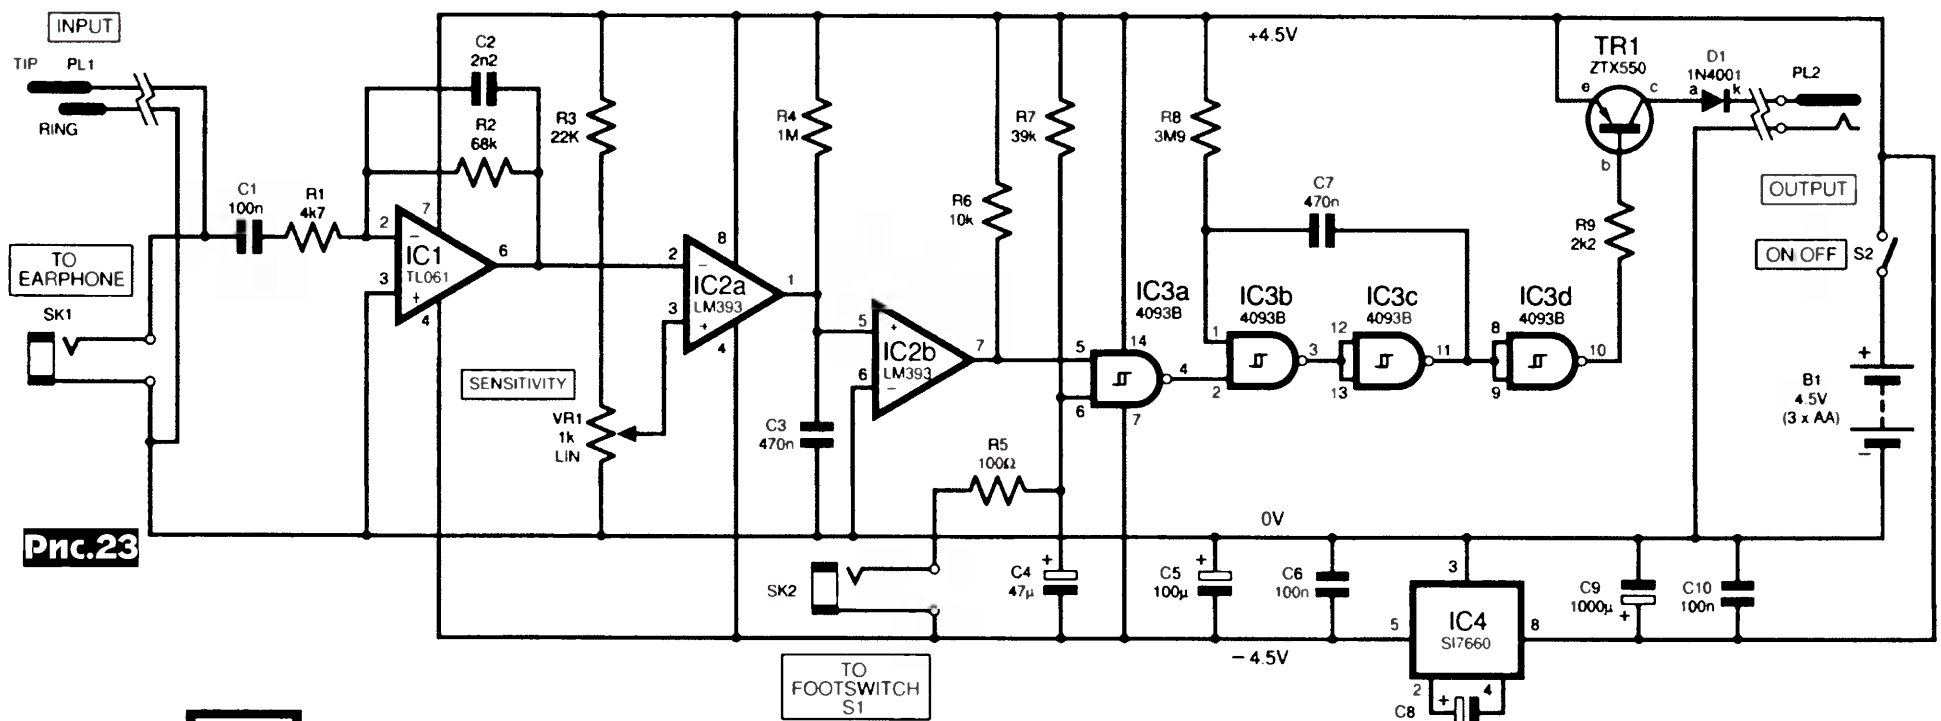 INPUT
TIP PL1
RING
C1
100n
R1
4k7
C2
2n2
R2
68k
2
3
7
6
4
−
+
IC1
TL061
TO
EARPHONE
SK1
R3
22K
SENSITIVITY
VR1
1k
LIN
2
3
8
1
4
−
+
IC2a
LM393
R4
1M
C3
470n
5
6
7
+
−
IC2b
LM393
R6
10k
R7
39k
R5
100Ω
5
6
14
4
7
IC3a
4093B
R8
3M9
C7
470n
+4.5V
IC3b
4093B
1
2
3
IC3c
4093B
12
13
11
IC3d
4093B
8
9
10
TR1
ZTX550
e
c
b
R9
2k2
D1
1N4001
a
k
PL2
OUTPUT
ON OFF
S2
+
B1
4.5V
(3 x AA)
−
Рис.23
0V
SK2
TO
FOOTSWITCH
S1
+
C4
47µ
+
C5
100µ
C6
100n
−4.5V
3
5
8
IC4
SI7660
2
4
+
C8
C9
1000µ
+
C10
100n